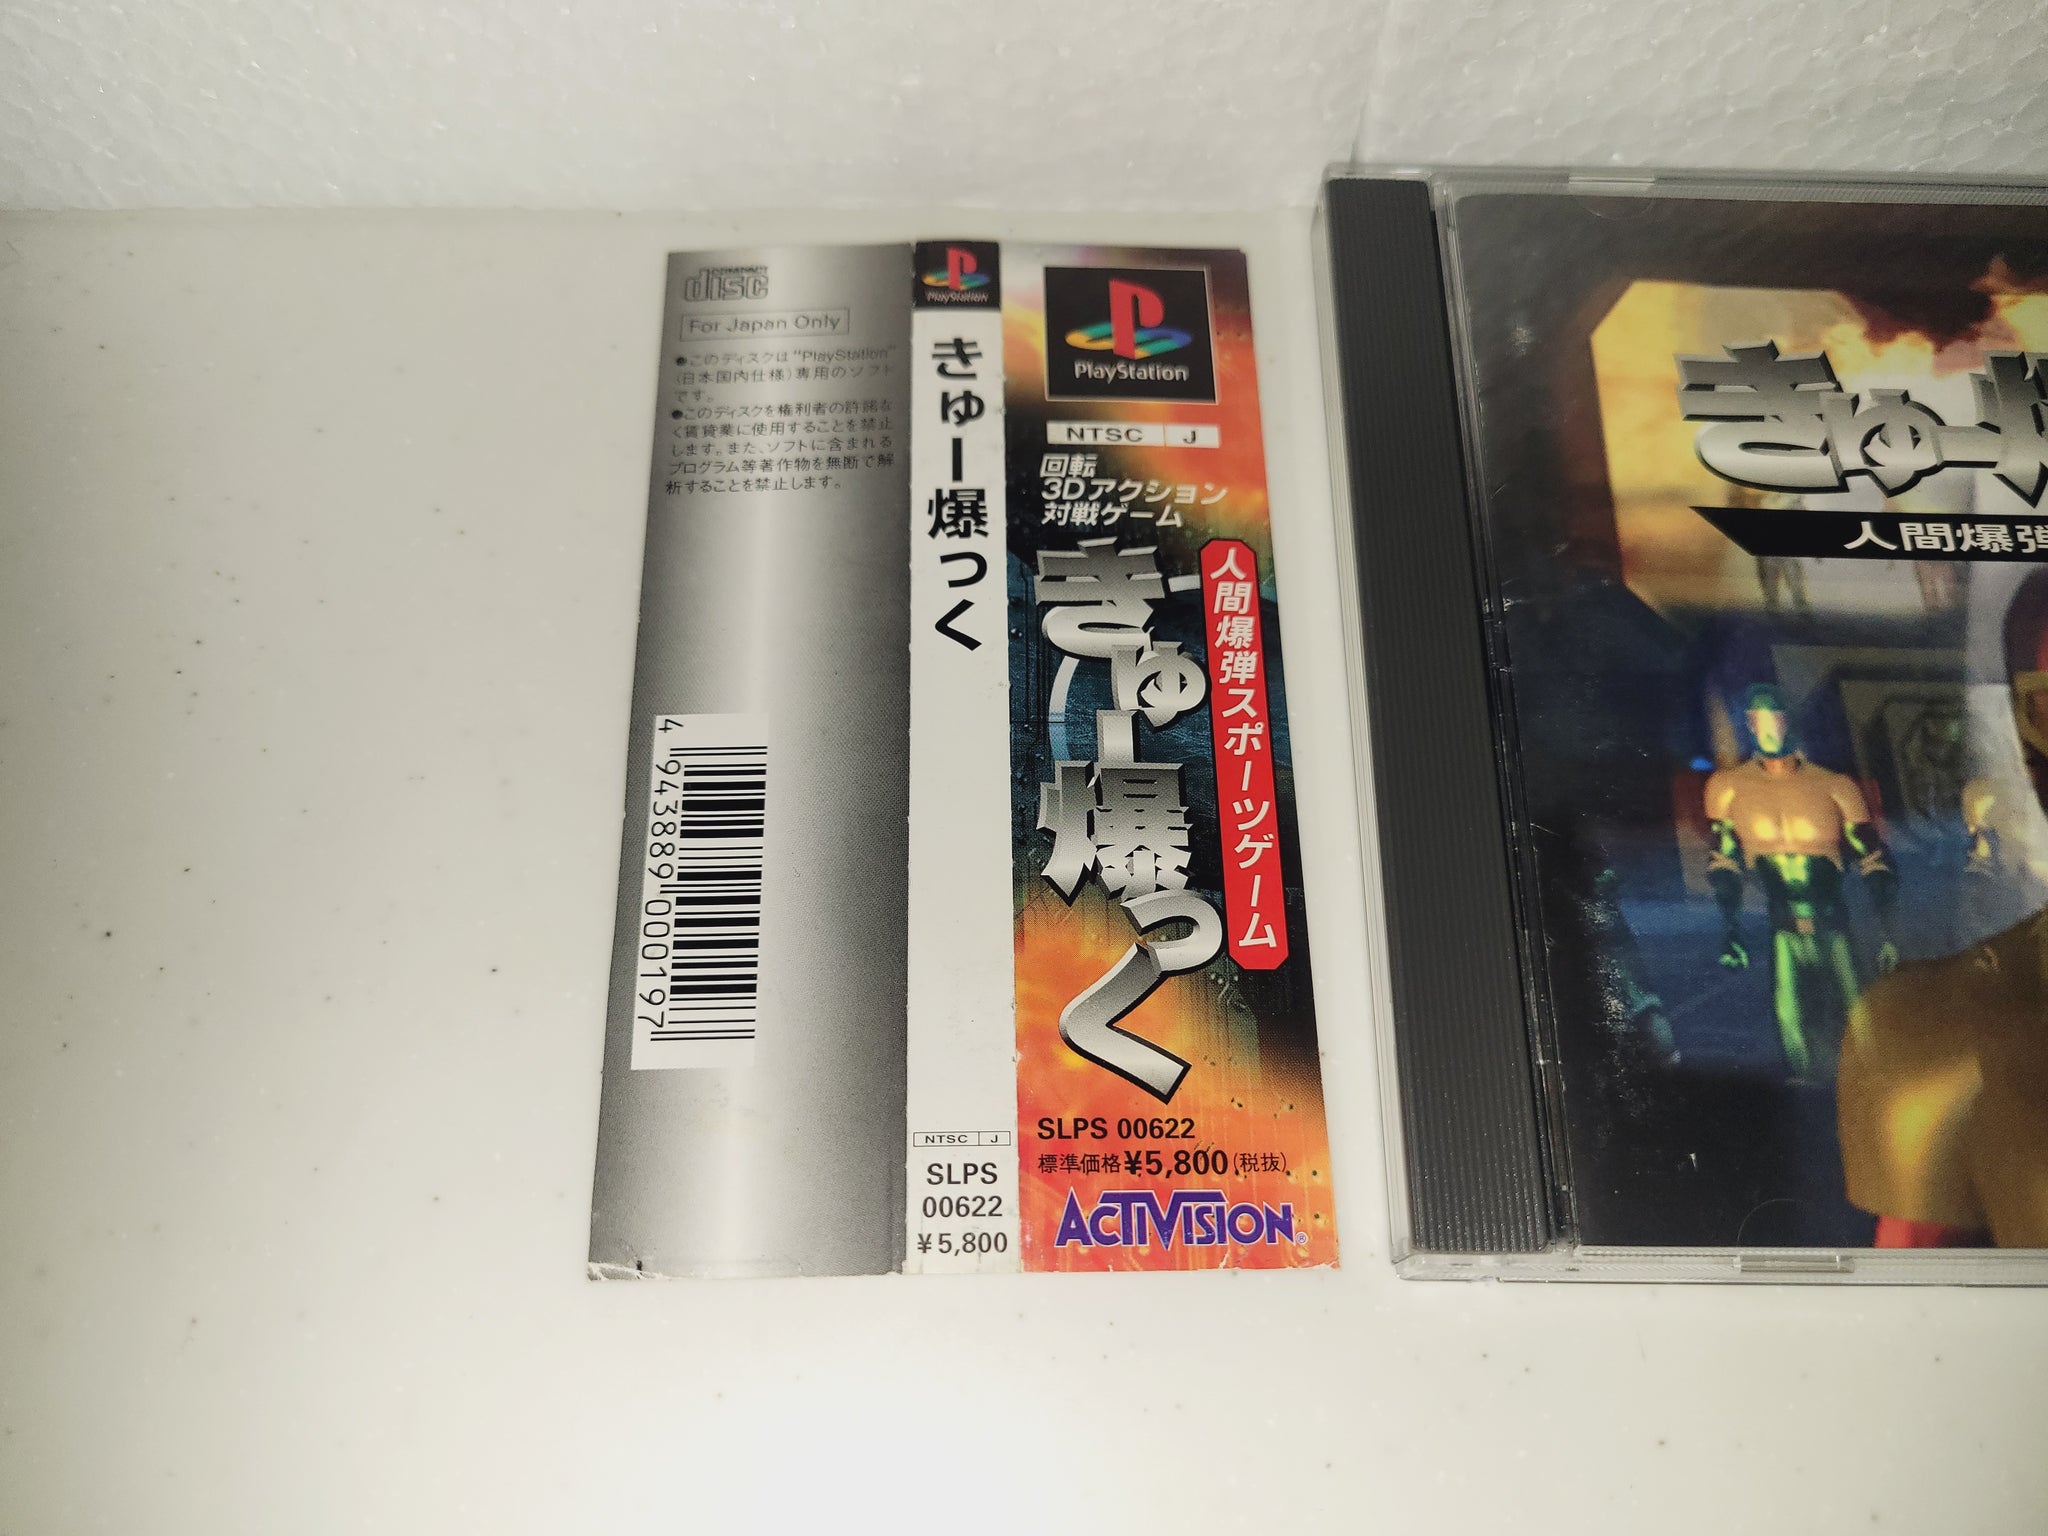 COMPACT
disc
For Japan Only
●このディスクは"PlayStation"
(日本国内仕様)専用のソフト
です。
●このディスクを権利者の許諾な
く賃貸業に使用することを禁止
します。また、ソフトに含まれる
プログラム等著作物を無断で解
析することを禁止します。
4 943889 000197
PlayStation
きゅー爆っく
NTSC J
SLPS
00622
¥5,800
PlayStation
NTSC J
回転
3Dアクション
対戦ゲーム
人間爆弾スポーツゲーム
きゅー爆っく
SLPS 00622
標準価格¥5,800(税抜)
ACTIVISION®
きゅー爆
人間爆弾